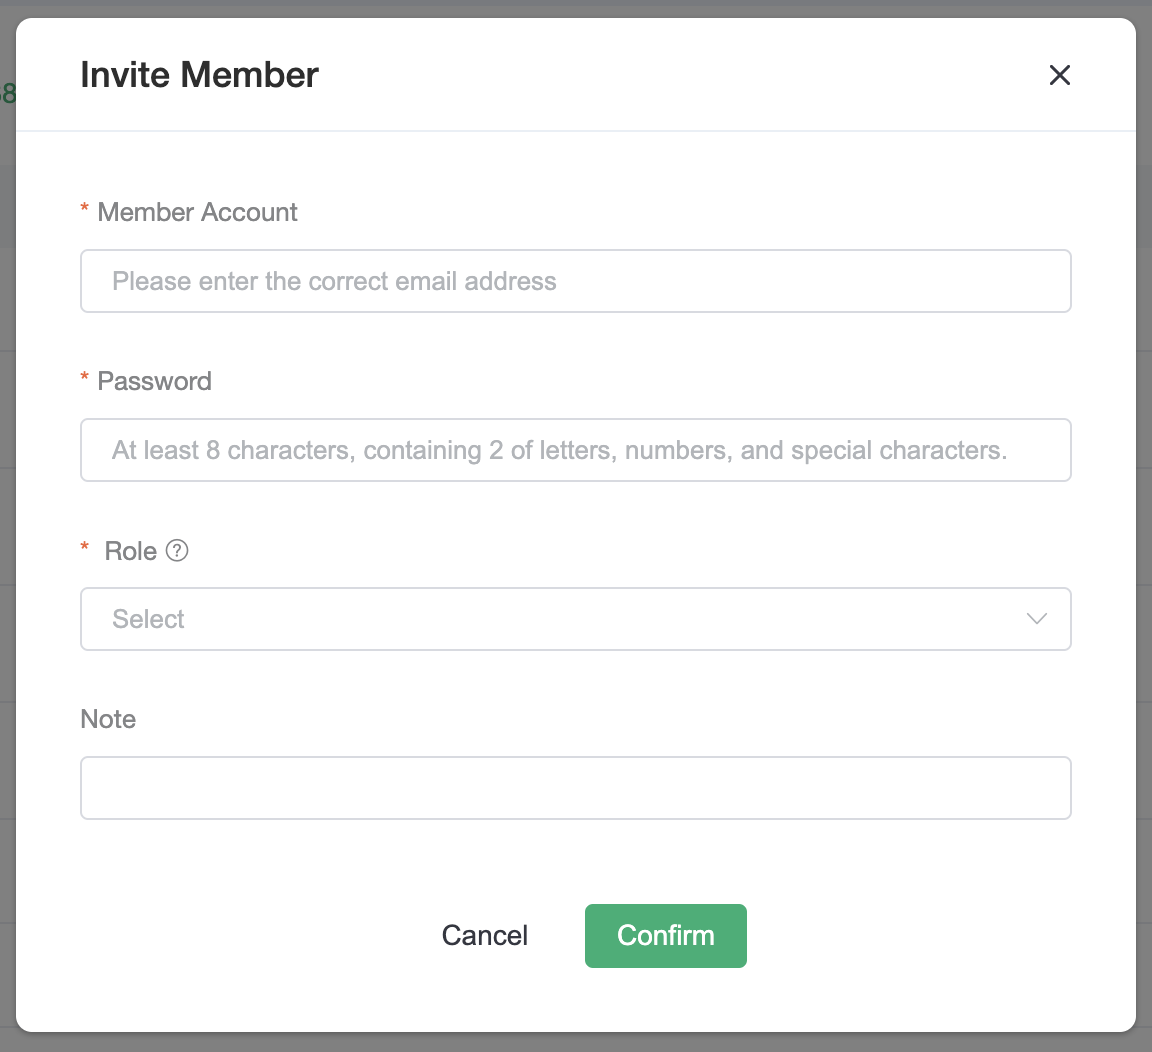 Invite Member
* Member Account
Please enter the correct email address
* Password
At least 8 characters, containing 2 of letters, numbers, and special characters.
* Role ?
Select
Note
Cancel Confirm